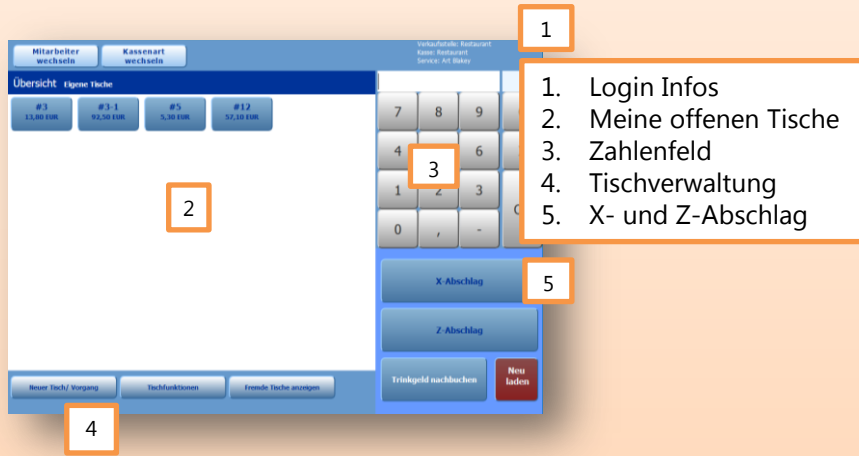 1
Verkaufsstelle: Restaurant
Kasse: Restaurant
Service: Art Blakey
Mitarbeiter wechseln
Kassenart wechseln
Übersicht Eigene Tische
#3
13,00 EUR
#3-1
92,50 EUR
#5
5,30 EUR
#12
57,10 EUR
7 8 9
4 6
3
1 2 3
0 , -
2
1. Login Infos
2. Meine offenen Tische
3. Zahlenfeld
4. Tischverwaltung
5. X- und Z-Abschlag
X-Abschlag
5
Z-Abschlag
Trinkgeld nachbuchen
Neu laden
Neuer Tisch/ Vorgang
Tischfunktionen
Fremde Tische anzeigen
4